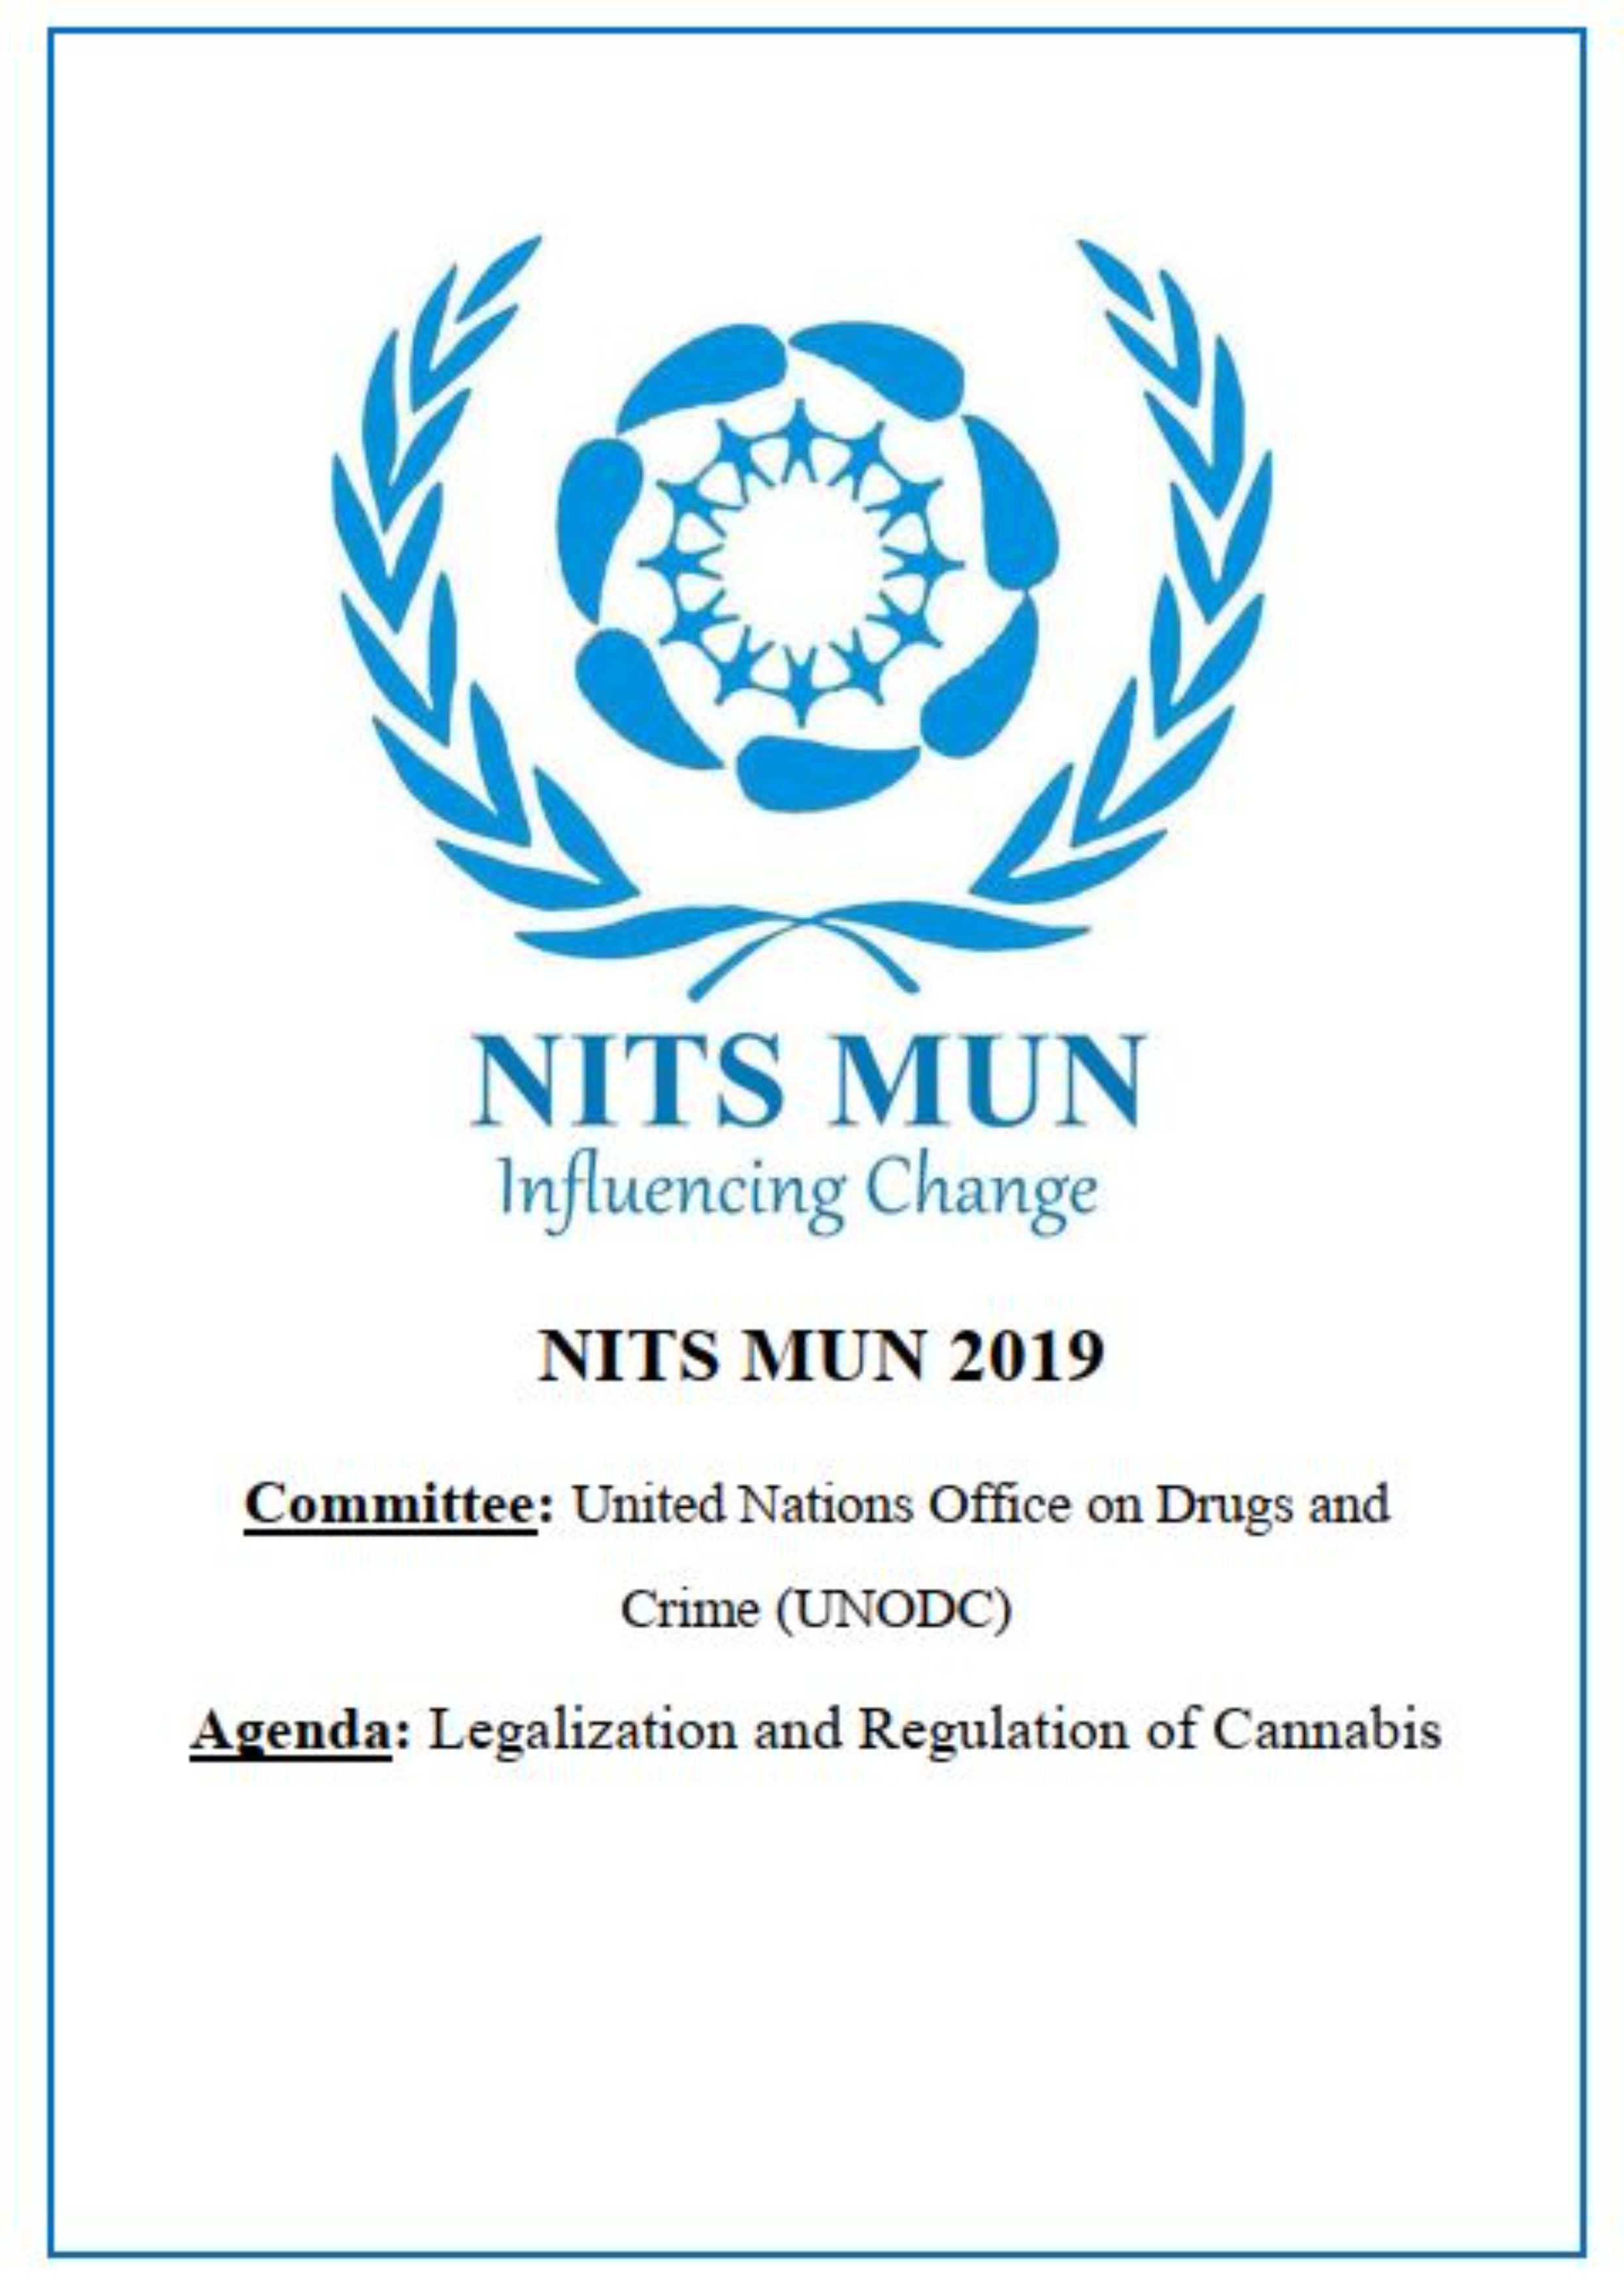 NITS MUN
Influencing Change
NITS MUN 2019
Committee: United Nations Office on Drugs and
Crime (UNODC)
Agenda: Legalization and Regulation of Cannabis